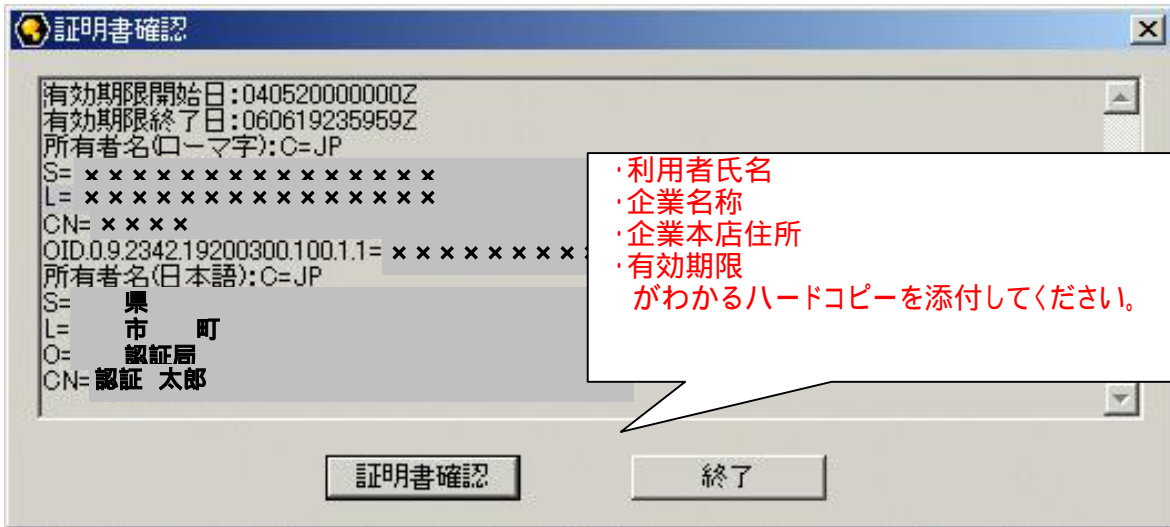 証明書確認
有効期限開始日:040520000000Z
有効期限終了日:060619235959Z
所有者名(ローマ字):C=JP
S= ×××××××××××××××
L= ×××××××××××××××
CN= ××××
OID.0.9.2342.19200300.100.1.1= ×××××××××
所有者名(日本語):C=JP
S= 県
L= 市 町
O= 認証局
CN= 認証 太郎
・利用者氏名
・企業名称
・企業本店住所
・有効期限
がわかるハードコピーを添付してください。
証明書確認
終了